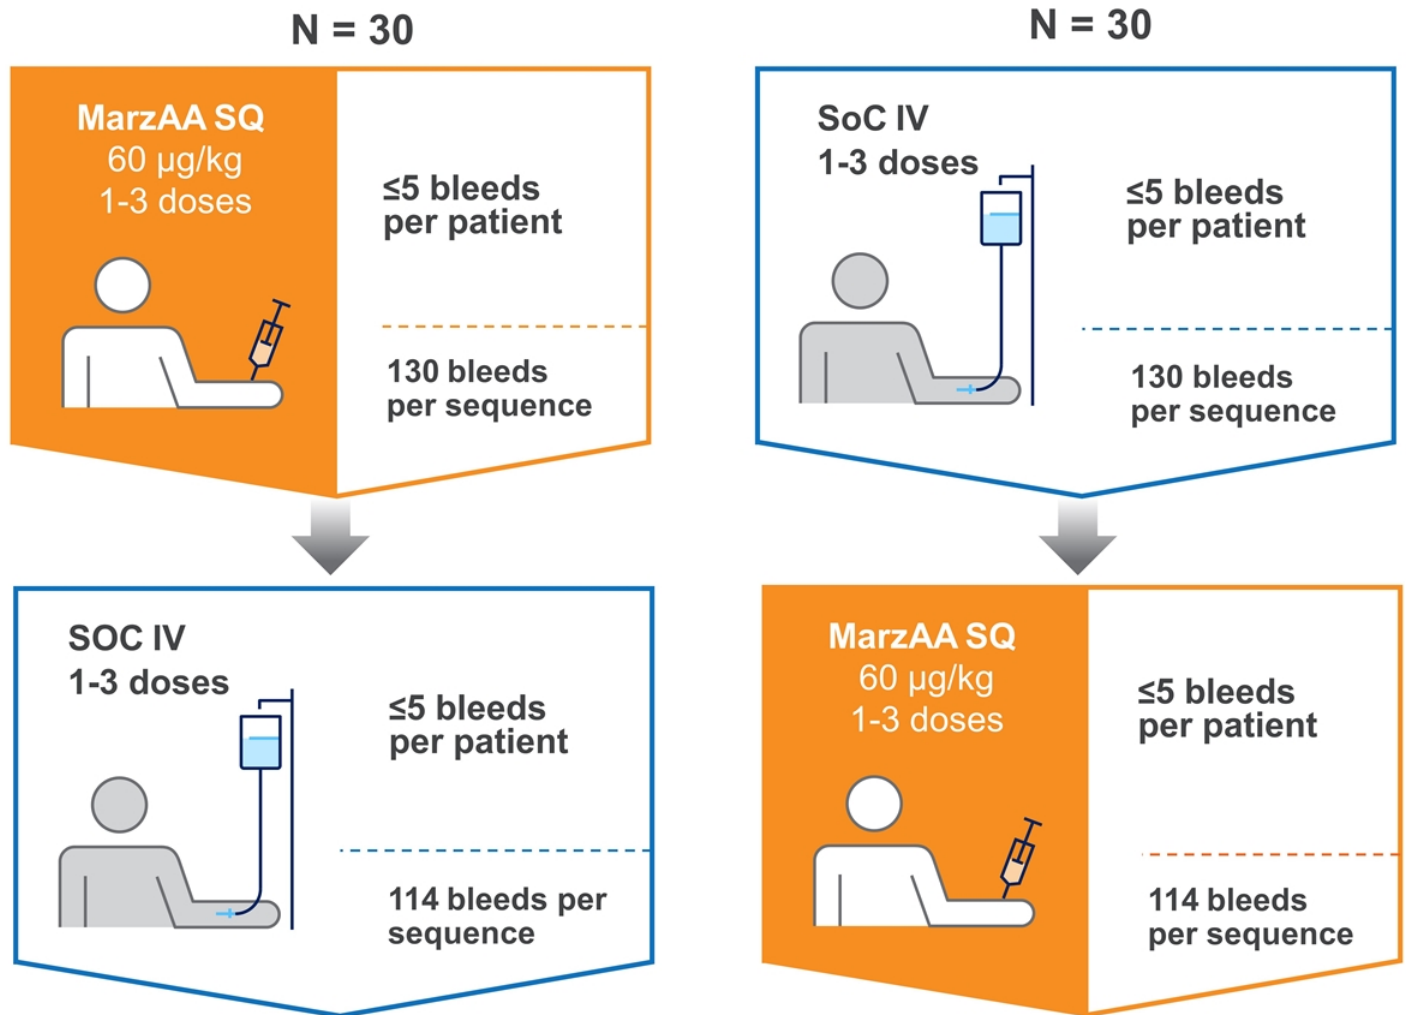 N = 30
MarzAA SQ
60 µg/kg
1-3 doses
≤5 bleeds
per patient
130 bleeds
per sequence
N = 30
SoC IV
1-3 doses
≤5 bleeds
per patient
130 bleeds
per sequence
SOC IV
1-3 doses
≤5 bleeds
per patient
114 bleeds per
sequence
MarzAA SQ
60 µg/kg
1-3 doses
≤5 bleeds
per patient
114 bleeds
per sequence